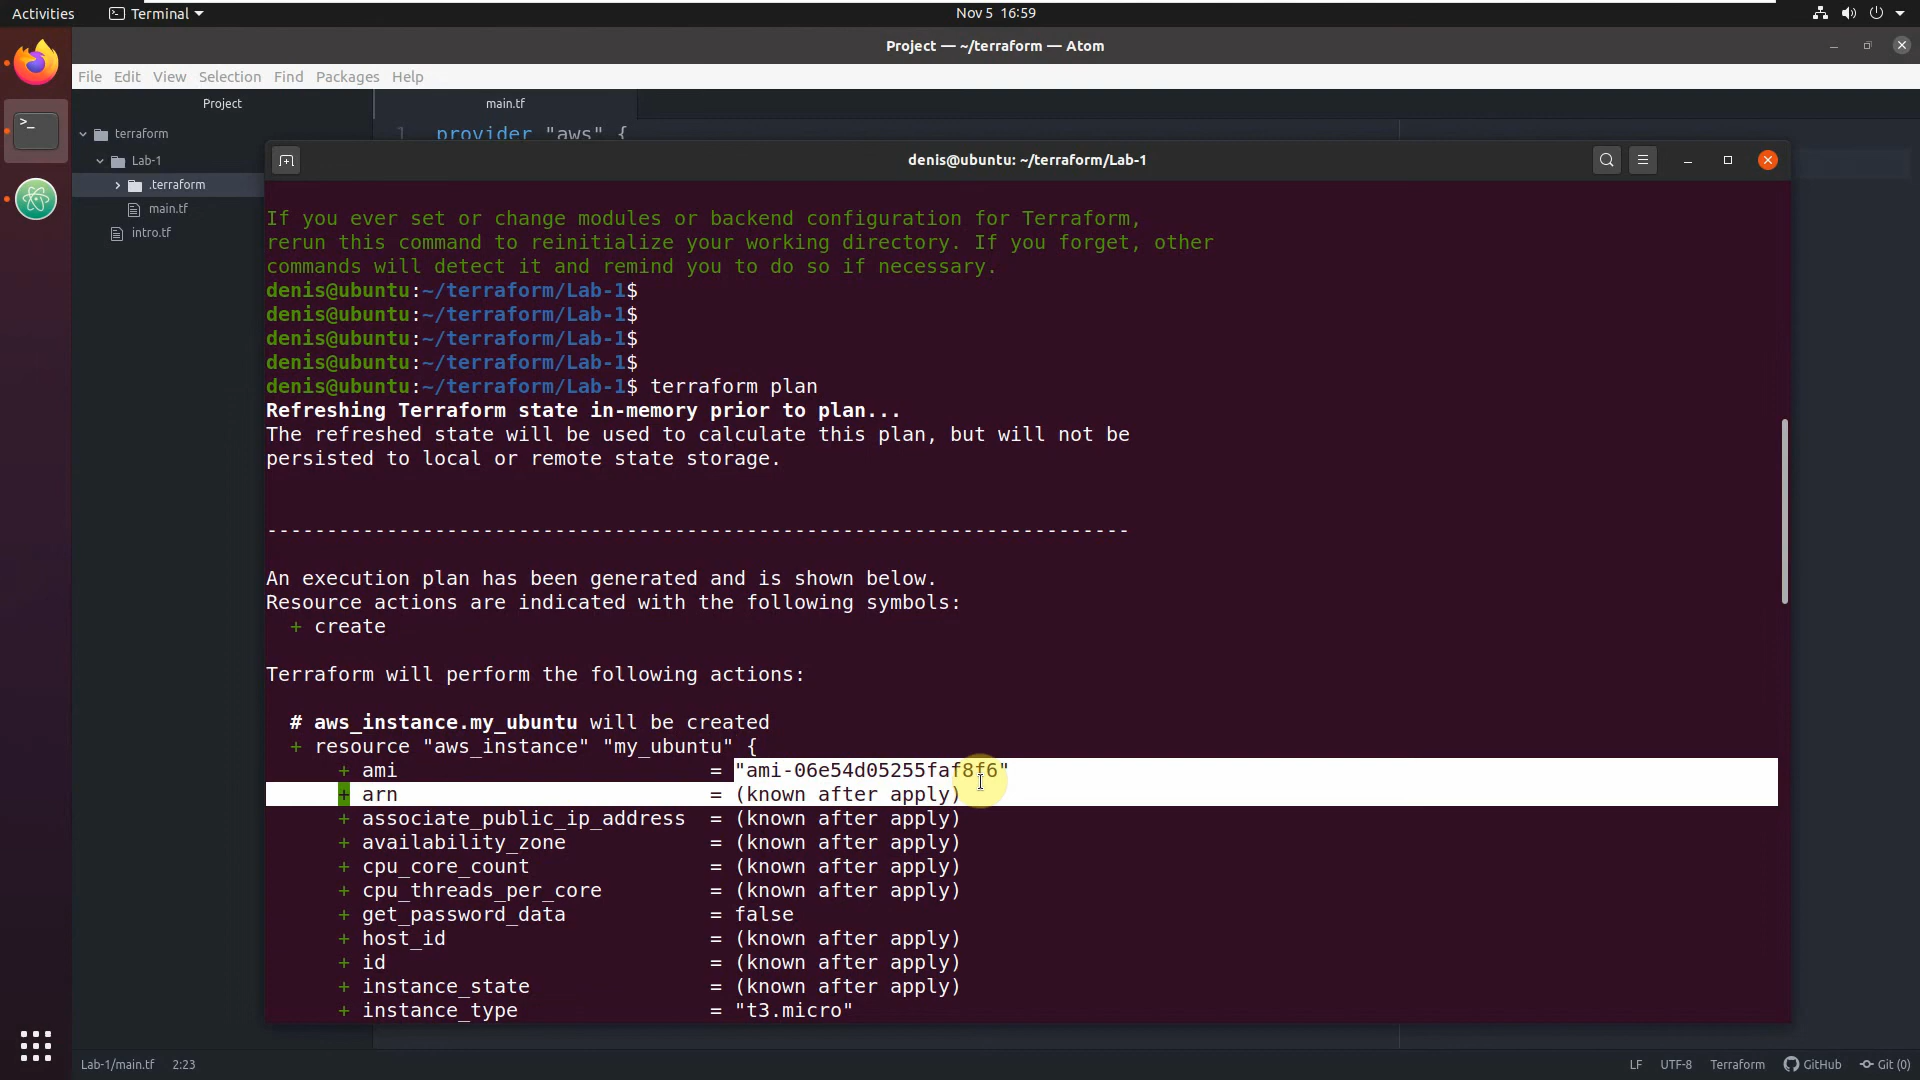 Activities
Terminal
Nov 5 16:59
Project — ~/terraform — Atom
File Edit View Selection Find Packages Help
Project
main.tf
terraform
Lab-1
.terraform
main.tf
intro.tf
1 provider "aws" {
denis@ubuntu: ~/terraform/Lab-1
If you ever set or change modules or backend configuration for Terraform,
rerun this command to reinitialize your working directory. If you forget, other
commands will detect it and remind you to do so if necessary.
denis@ubuntu:~/terraform/Lab-1$
denis@ubuntu:~/terraform/Lab-1$
denis@ubuntu:~/terraform/Lab-1$
denis@ubuntu:~/terraform/Lab-1$
denis@ubuntu:~/terraform/Lab-1$ terraform plan
Refreshing Terraform state in-memory prior to plan...
The refreshed state will be used to calculate this plan, but will not be
persisted to local or remote state storage.
------------------------------------------------------------------------
An execution plan has been generated and is shown below.
Resource actions are indicated with the following symbols:
+ create
Terraform will perform the following actions:
# aws_instance.my_ubuntu will be created
+ resource "aws_instance" "my_ubuntu" {
+ ami = "ami-06e54d05255faf8f6"
+ arn = (known after apply)
+ associate_public_ip_address = (known after apply)
+ availability_zone = (known after apply)
+ cpu_core_count = (known after apply)
+ cpu_threads_per_core = (known after apply)
+ get_password_data = false
+ host_id = (known after apply)
+ id = (known after apply)
+ instance_state = (known after apply)
+ instance_type = "t3.micro"
Lab-1/main.tf 2:23
LF UTF-8 Terraform GitHub Git (0)